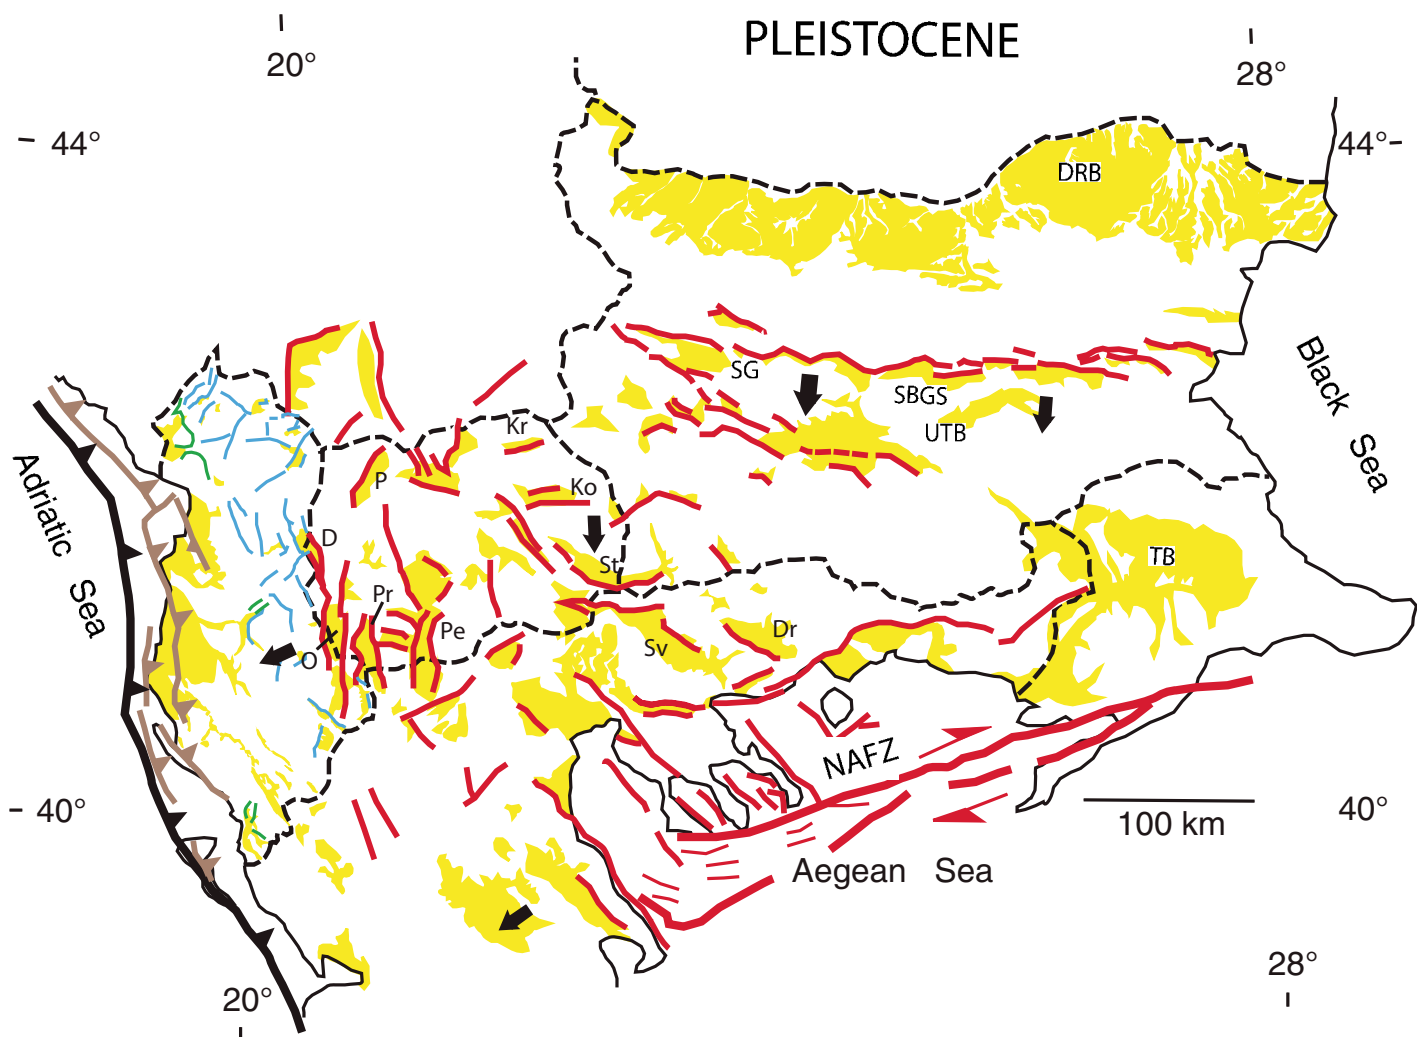 PLEISTOCENE
20°
28°
44°
44°
DRB
SG
SBGS
UTB
Black Sea
Kr
P
Ko
Adriatic Sea
D
St
TB
Pr
Pe
Dr
Sv
O
NAFZ
40°
40°
100 km
Aegean Sea
28°
20°